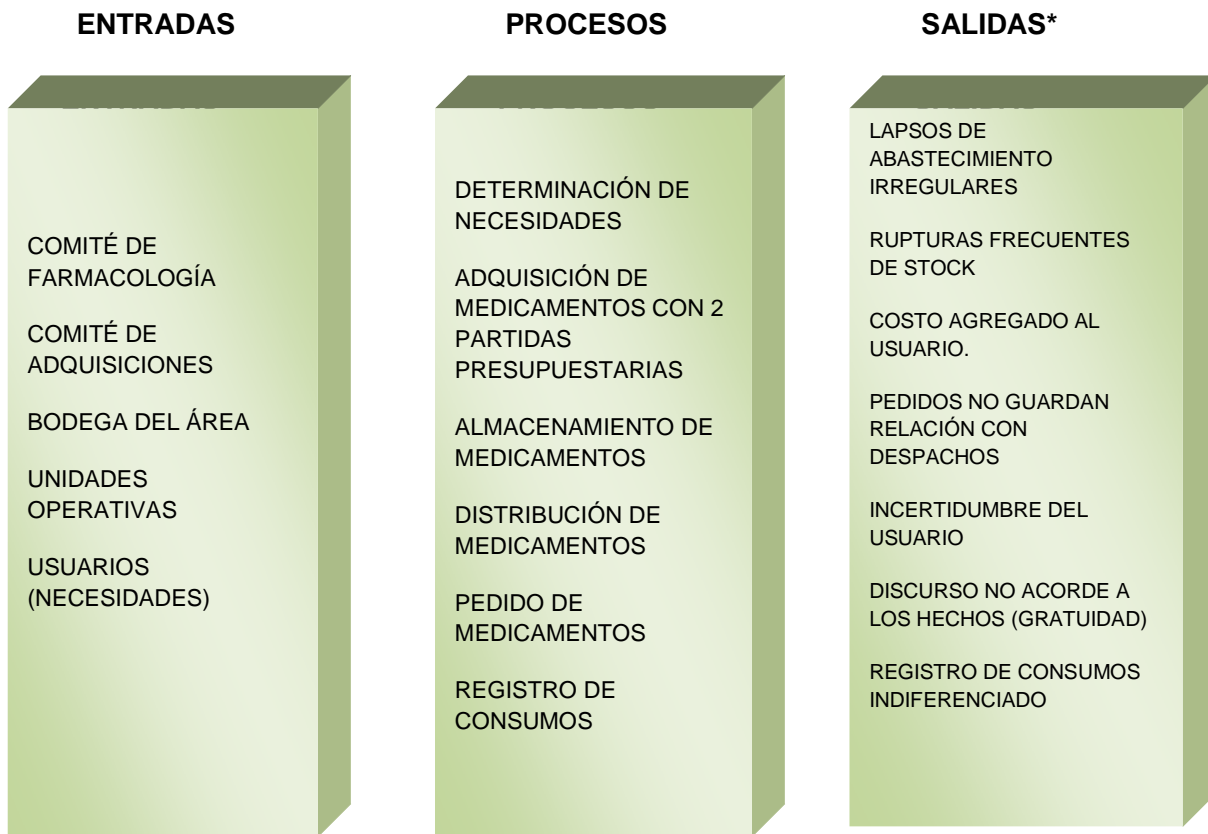 ENTRADAS
COMITÉ DE
FARMACOLOGÍA
COMITÉ DE
ADQUISICIONES
BODEGA DEL ÁREA
UNIDADES
OPERATIVAS
USUARIOS
(NECESIDADES)
PROCESOS
DETERMINACIÓN DE
NECESIDADES
ADQUISICIÓN DE
MEDICAMENTOS CON 2
PARTIDAS
PRESUPUESTARIAS
ALMACENAMIENTO DE
MEDICAMENTOS
DISTRIBUCIÓN DE
MEDICAMENTOS
PEDIDO DE
MEDICAMENTOS
REGISTRO DE
CONSUMOS
SALIDAS*
LAPSOS DE
ABASTECIMIENTO
IRREGULARES
RUPTURAS FRECUENTES
DE STOCK
COSTO AGREGADO AL
USUARIO.
PEDIDOS NO GUARDAN
RELACIÓN CON
DESPACHOS
INCERTIDUMBRE DEL
USUARIO
DISCURSO NO ACORDE A
LOS HECHOS (GRATUIDAD)
REGISTRO DE CONSUMOS
INDIFERENCIADO